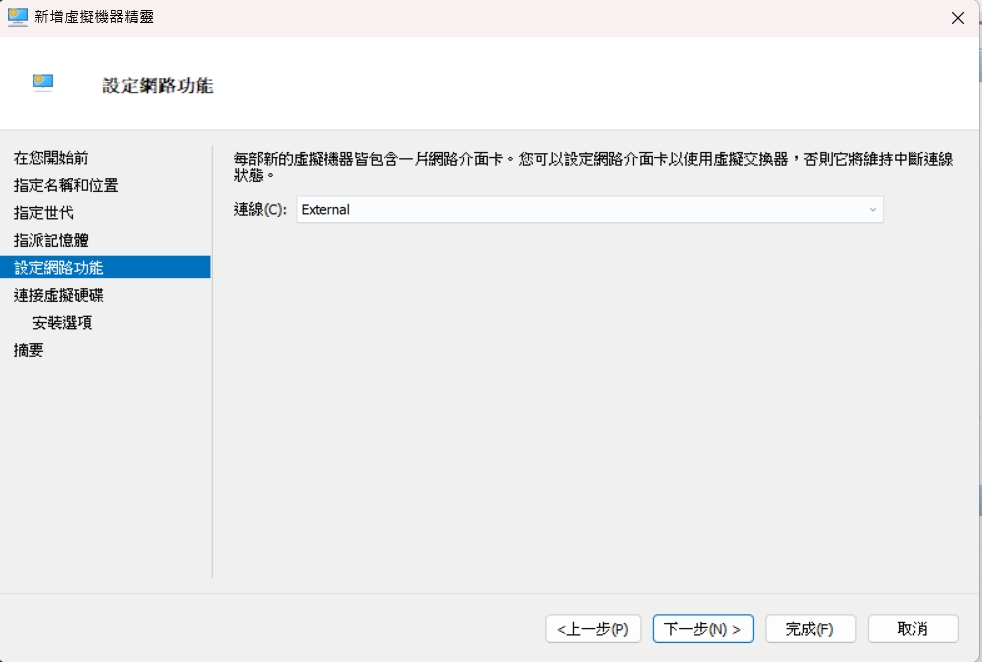 新增虛擬機器精靈
設定網路功能
在您開始前
指定名稱和位置
指定世代
指派記憶體
設定網路功能
連接虛擬硬碟
安裝選項
摘要
每部新的虛擬機器皆包含一片網路介面卡。您可以設定網路介面卡以使用虛擬交換器，否則它將維持中斷連線
狀態。
連線(C): External
<上一步(P) 下一步(N) > 完成(F) 取消